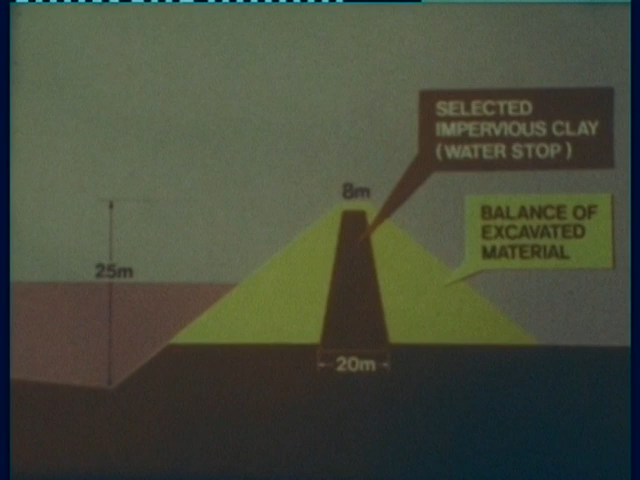 SELECTED
IMPERVIOUS CLAY
(WATER STOP)
8m
BALANCE OF
EXCAVATED
MATERIAL
25m
20m